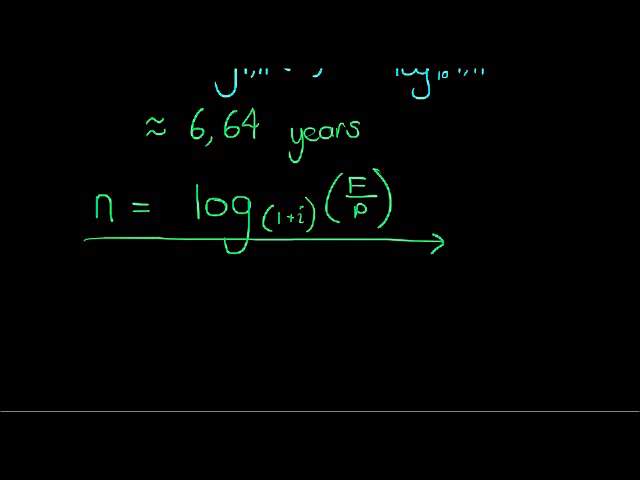 ≈ 6,64 years
n = log(1+i) (F/P)